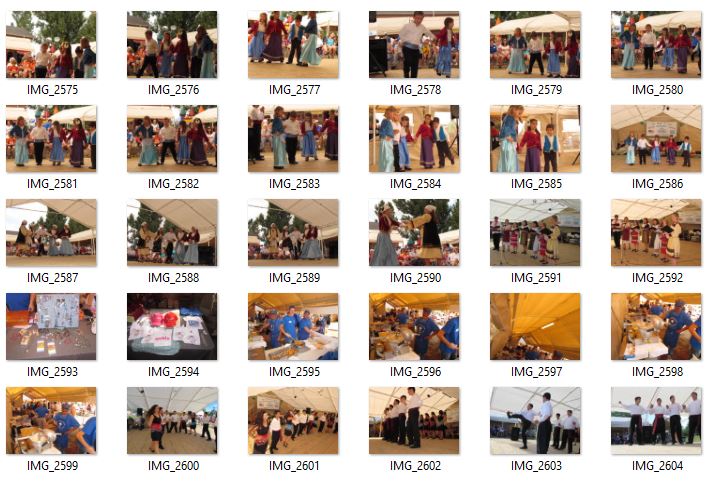 IMG_2575 IMG_2576 IMG_2577 IMG_2578 IMG_2579 IMG_2580
IMG_2581 IMG_2582 IMG_2583 IMG_2584 IMG_2585 IMG_2586
IMG_2587 IMG_2588 IMG_2589 IMG_2590 IMG_2591 IMG_2592
IMG_2593 IMG_2594 IMG_2595 IMG_2596 IMG_2597 IMG_2598
IMG_2599 IMG_2600 IMG_2601 IMG_2602 IMG_2603 IMG_2604